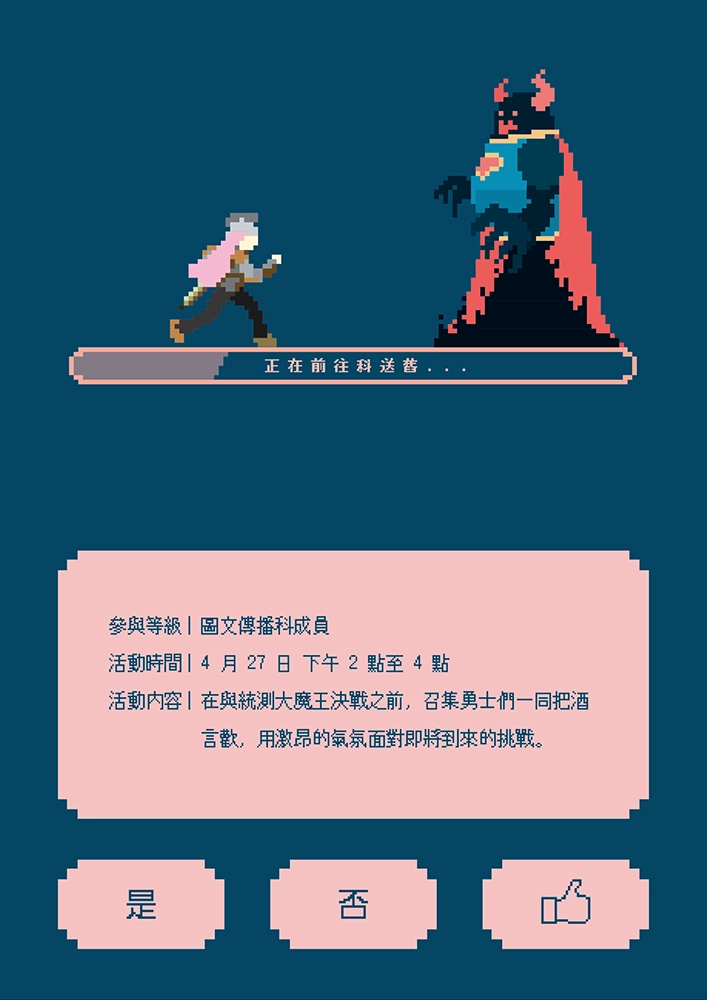 正在前往科送舊...
參與等級| 圖文傳播科成員
活動時間| 4 月 27 日 下午 2 點至 4 點
活動內容| 在與統測大魔王決戰之前，召集勇士們一同把酒
言歡，用激昂的氣氛面對即將到來的挑戰。
是
否